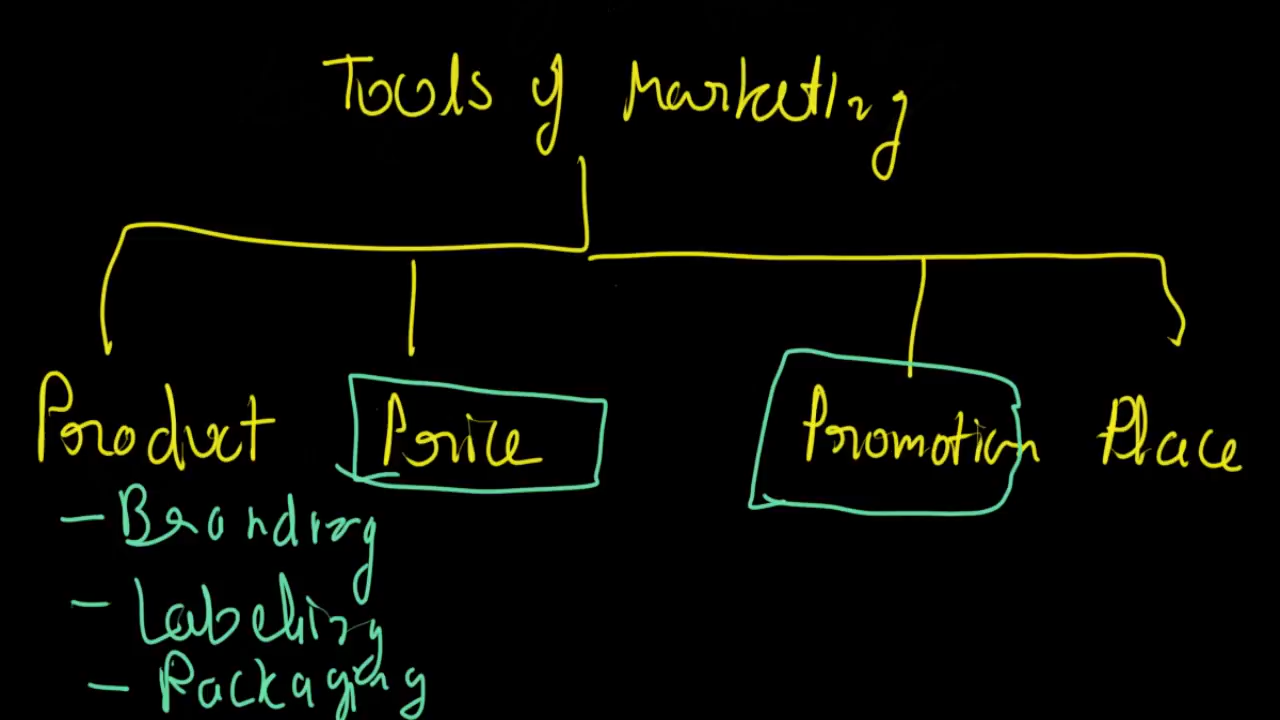 Tools of Marketing
Product Price Promotion Place
- Branding
- Labeling
- Packaging